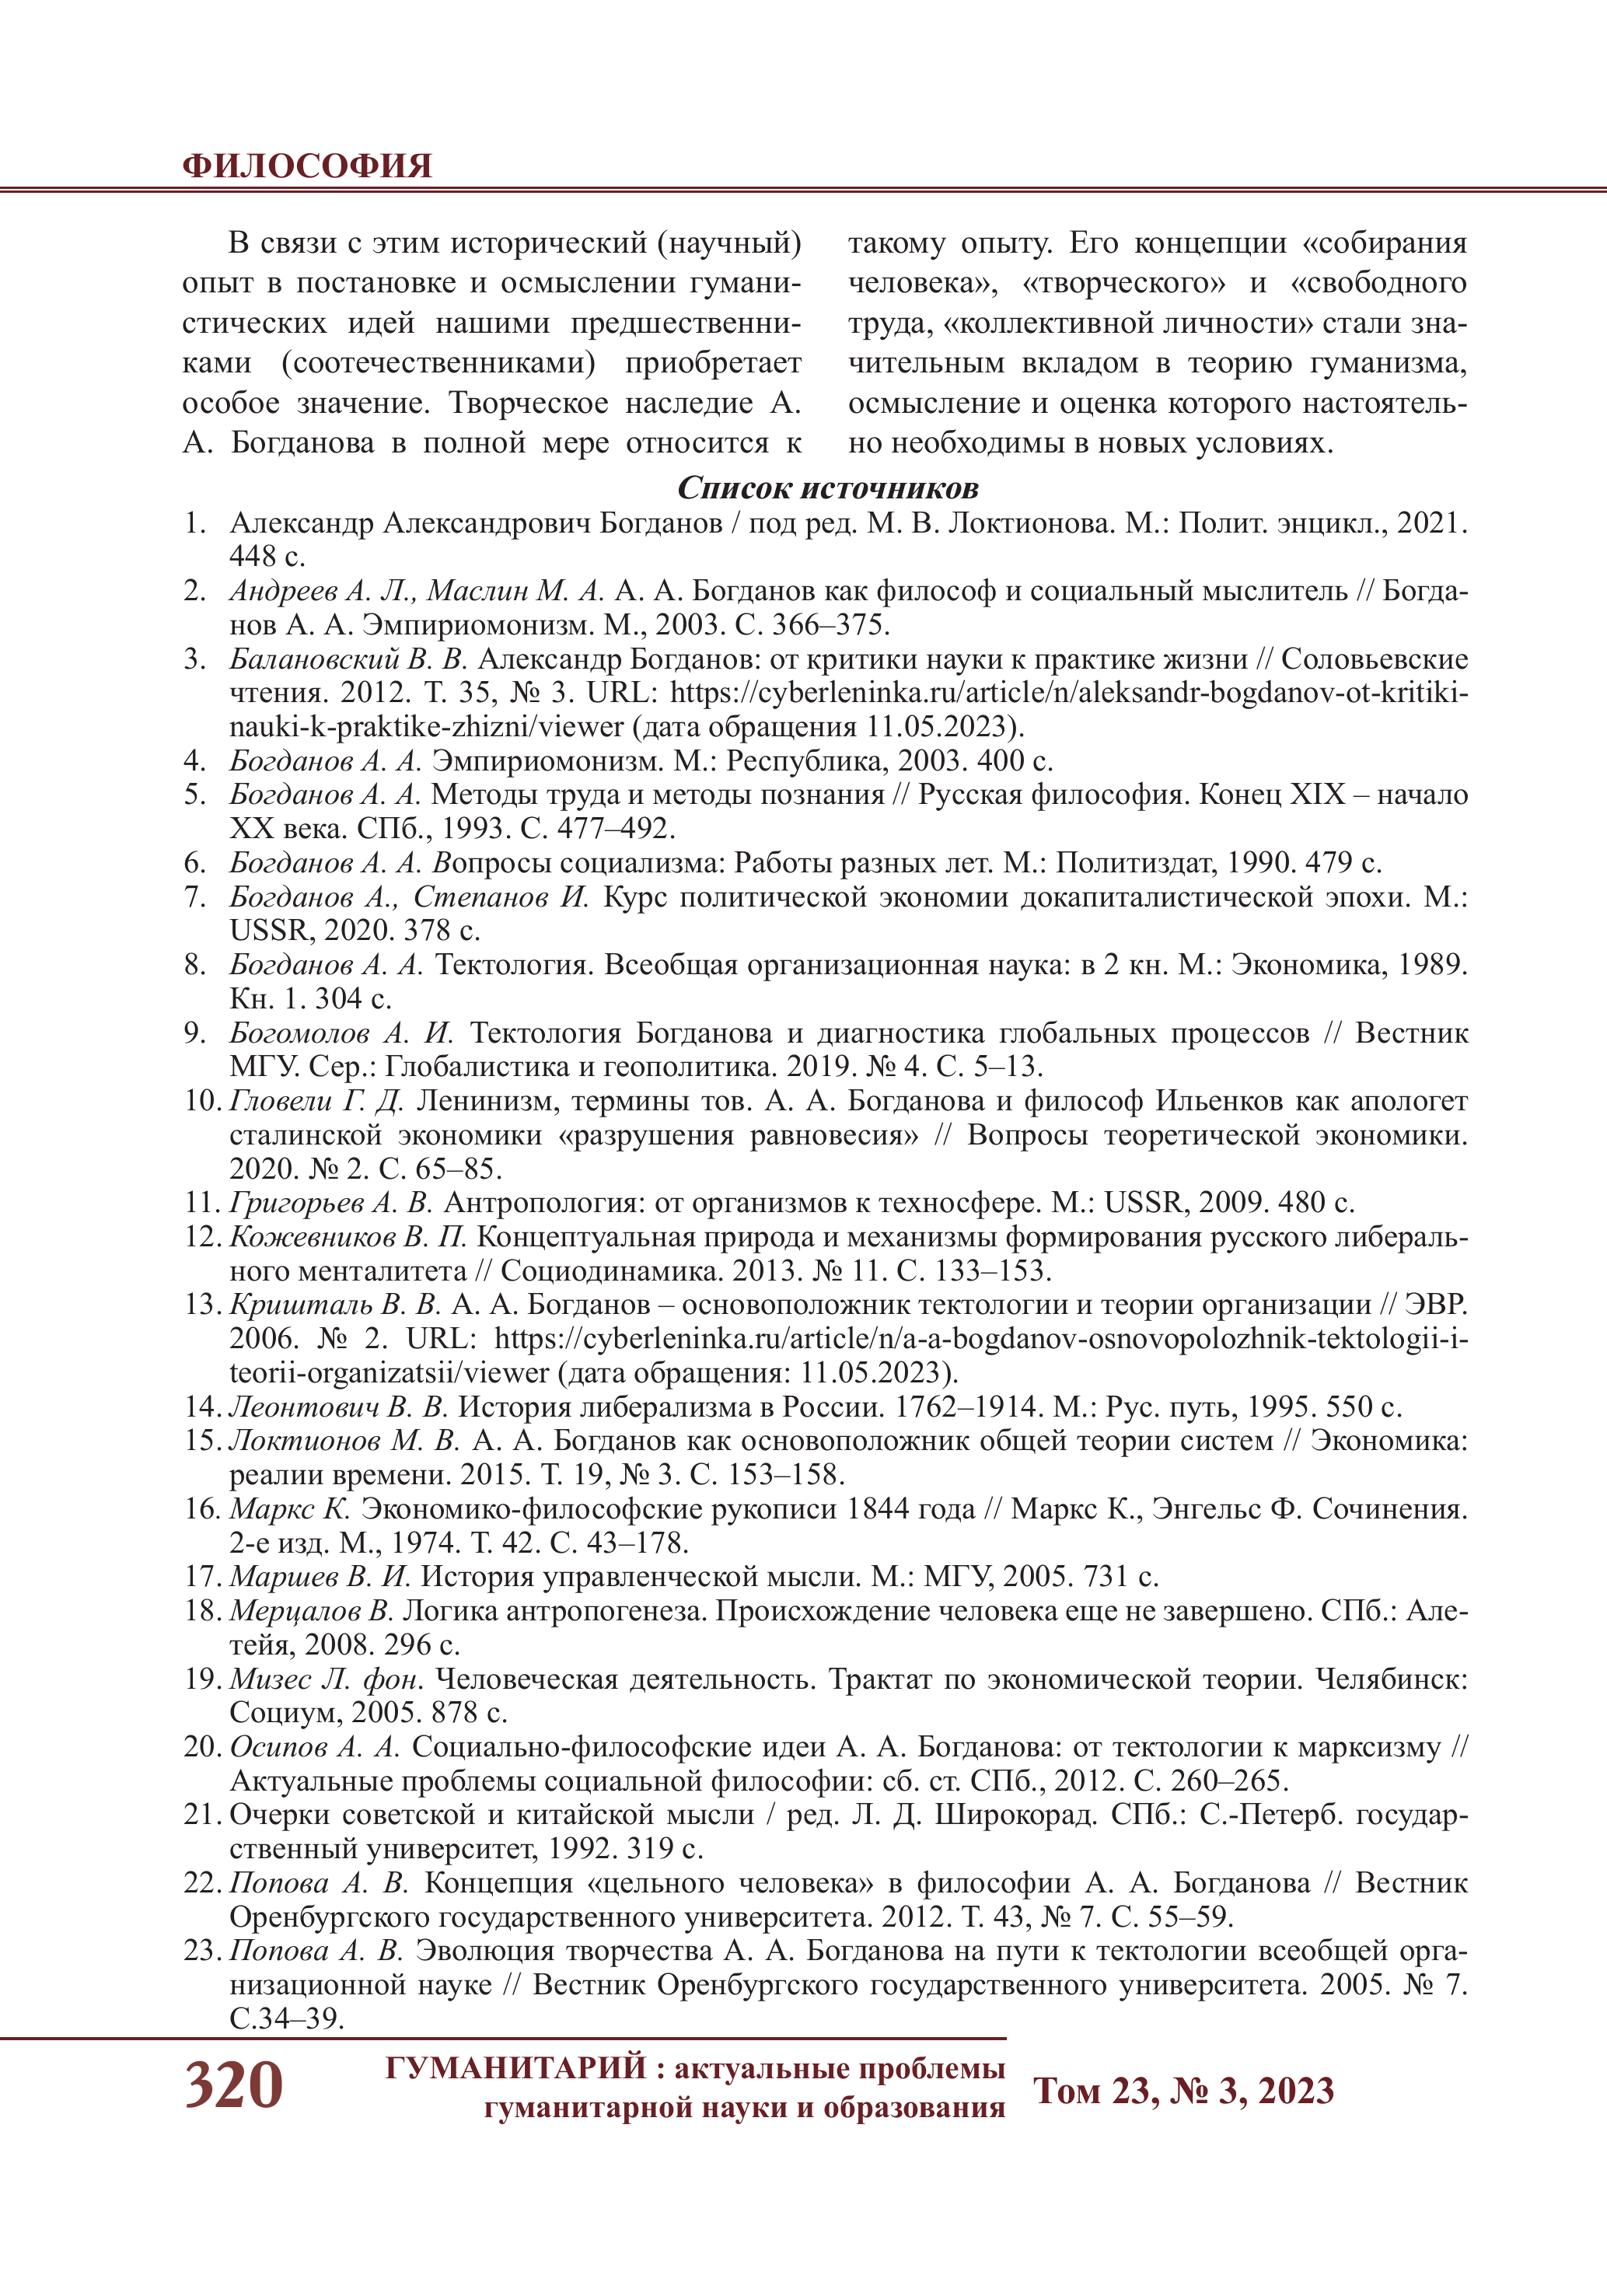 ФИЛОСОФИЯ
В связи с этим исторический (научный)
опыт в постановке и осмыслении гумани-
стических идей нашими предшественни-
ками (соотечественниками) приобретает
особое значение. Творческое наследие А.
А. Богданова в полной мере относится к
такому опыту. Его концепции «собирания
человека», «творческого» и «свободного
труда, «коллективной личности» стали зна-
чительным вкладом в теорию гуманизма,
осмысление и оценка которого настоятель-
но необходимы в новых условиях.
Список источников
1. Александр Александрович Богданов / под ред. М. В. Локтионова. М.: Полит. энцикл., 2021.
448 с.
2. Андреев А. Л., Маслин М. А. А. А. Богданов как философ и социальный мыслитель // Богда-
нов А. А. Эмпириомонизм. М., 2003. С. 366–375.
3. Балановский В. В. Александр Богданов: от критики науки к практике жизни // Соловьевские
чтения. 2012. Т. 35, № 3. URL: https://cyberleninka.ru/article/n/aleksandr-bogdanov-ot-kritiki-
nauki-k-praktike-zhizni/viewer (дата обращения 11.05.2023).
4. Богданов А. А. Эмпириомонизм. М.: Республика, 2003. 400 с.
5. Богданов А. А. Методы труда и методы познания // Русская философия. Конец XIX – начало
XX века. СПб., 1993. С. 477–492.
6. Богданов А. А. Вопросы социализма: Работы разных лет. М.: Политиздат, 1990. 479 с.
7. Богданов А., Степанов И. Курс политической экономии докапиталистической эпохи. М.:
USSR, 2020. 378 с.
8. Богданов А. А. Тектология. Всеобщая организационная наука: в 2 кн. М.: Экономика, 1989.
Кн. 1. 304 с.
9. Богомолов А. И. Тектология Богданова и диагностика глобальных процессов // Вестник
МГУ. Сер.: Глобалистика и геополитика. 2019. № 4. С. 5–13.
10. Гловели Г. Д. Ленинизм, термины тов. А. А. Богданова и философ Ильенков как апологет
сталинской экономики «разрушения равновесия» // Вопросы теоретической экономики.
2020. № 2. С. 65–85.
11. Григорьев А. В. Антропология: от организмов к техносфере. М.: USSR, 2009. 480 с.
12. Кожевников В. П. Концептуальная природа и механизмы формирования русского либераль-
ного менталитета // Социодинамика. 2013. № 11. С. 133–153.
13. Кришталь В. В. А. А. Богданов – основоположник тектологии и теории организации // ЭВР.
2006. № 2. URL: https://cyberleninka.ru/article/n/a-a-bogdanov-osnovopolozhnik-tektologii-i-
teorii-organizatsii/viewer (дата обращения: 11.05.2023).
14. Леонтович В. В. История либерализма в России. 1762–1914. М.: Рус. путь, 1995. 550 с.
15. Локтионов М. В. А. А. Богданов как основоположник общей теории систем // Экономика:
реалии времени. 2015. Т. 19, № 3. С. 153–158.
16. Маркс К. Экономико-философские рукописи 1844 года // Маркс К., Энгельс Ф. Сочинения.
2-е изд. М., 1974. Т. 42. С. 43–178.
17. Маршев В. И. История управленческой мысли. М.: МГУ, 2005. 731 с.
18. Мерцалов В. Логика антропогенеза. Происхождение человека еще не завершено. СПб.: Але-
тейя, 2008. 296 с.
19. Мизес Л. фон. Человеческая деятельность. Трактат по экономической теории. Челябинск:
Социум, 2005. 878 с.
20. Осипов А. А. Социально-философские идеи А. А. Богданова: от тектологии к марксизму //
Актуальные проблемы социальной философии: сб. ст. СПб., 2012. С. 260–265.
21. Очерки советской и китайской мысли / ред. Л. Д. Широкорад. СПб.: С.-Петерб. государ-
ственный университет, 1992. 319 с.
22. Попова А. В. Концепция «цельного человека» в философии А. А. Богданова // Вестник
Оренбургского государственного университета. 2012. Т. 43, № 7. С. 55–59.
23. Попова А. В. Эволюция творчества А. А. Богданова на пути к тектологии всеобщей орга-
низационной науке // Вестник Оренбургского государственного университета. 2005. № 7.
С.34–39.
320
ГУМАНИТАРИЙ : актуальные проблемы
гуманитарной науки и образования
Том 23, № 3, 2023